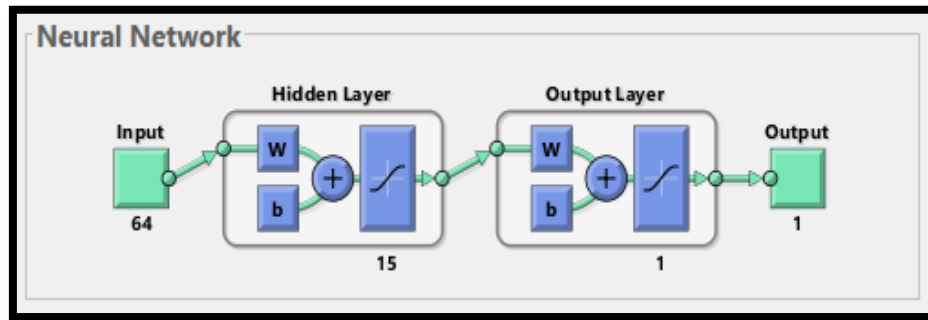 Neural Network
Hidden Layer
Output Layer
Input
W
b
+
W
b
+
Output
64
15
1
1